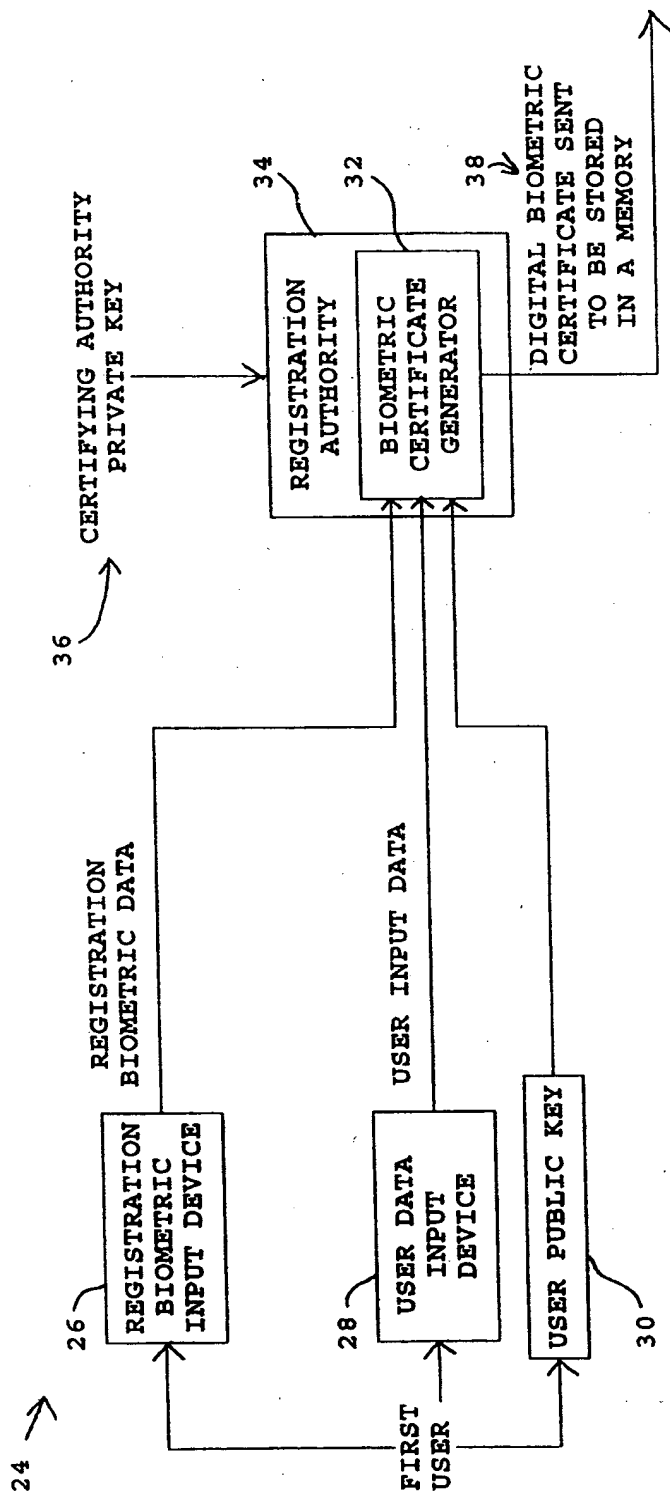 24
26
REGISTRATION
BIOMETRIC
INPUT DEVICE
REGISTRATION
BIOMETRIC DATA
FIRST
USER
28
USER DATA
INPUT
DEVICE
USER INPUT DATA
USER PUBLIC KEY
30
36
CERTIFYING AUTHORITY
PRIVATE KEY
34
REGISTRATION
AUTHORITY
32
BIOMETRIC
CERTIFICATE
GENERATOR
38
DIGITAL BIOMETRIC
CERTIFICATE SENT
TO BE STORED
IN A MEMORY